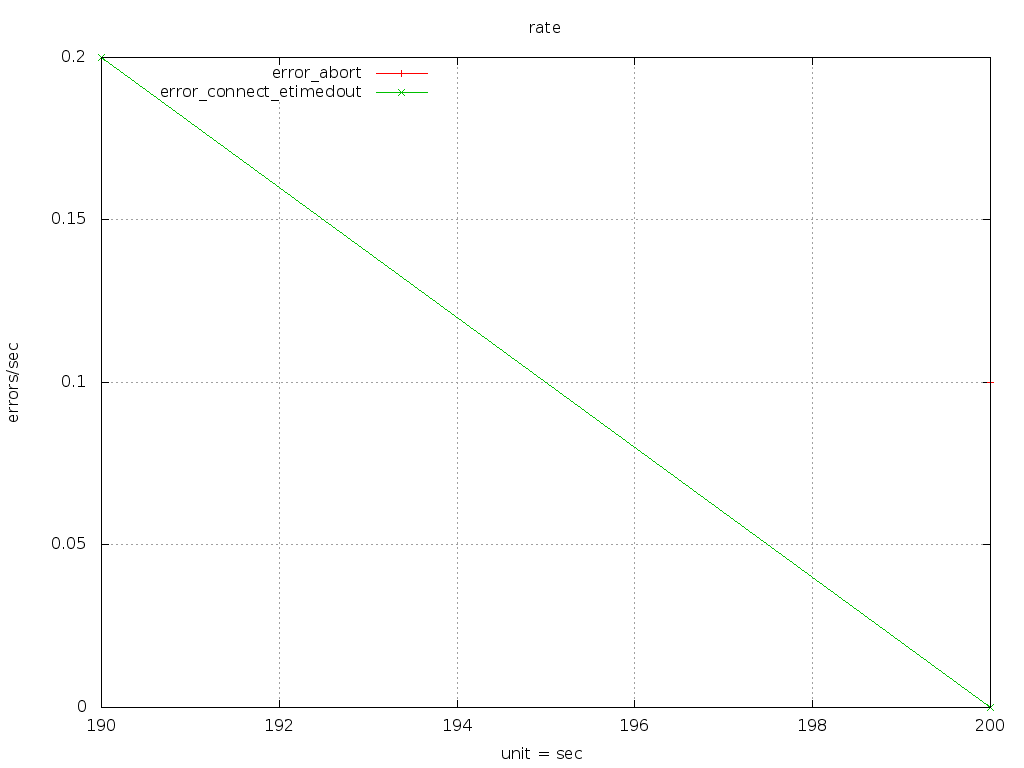 rate
0.2
error_abort
error_connect_etimedout
0.15
errors/sec
0.1
0.05
0
190 192 194 196 198 200
unit = sec